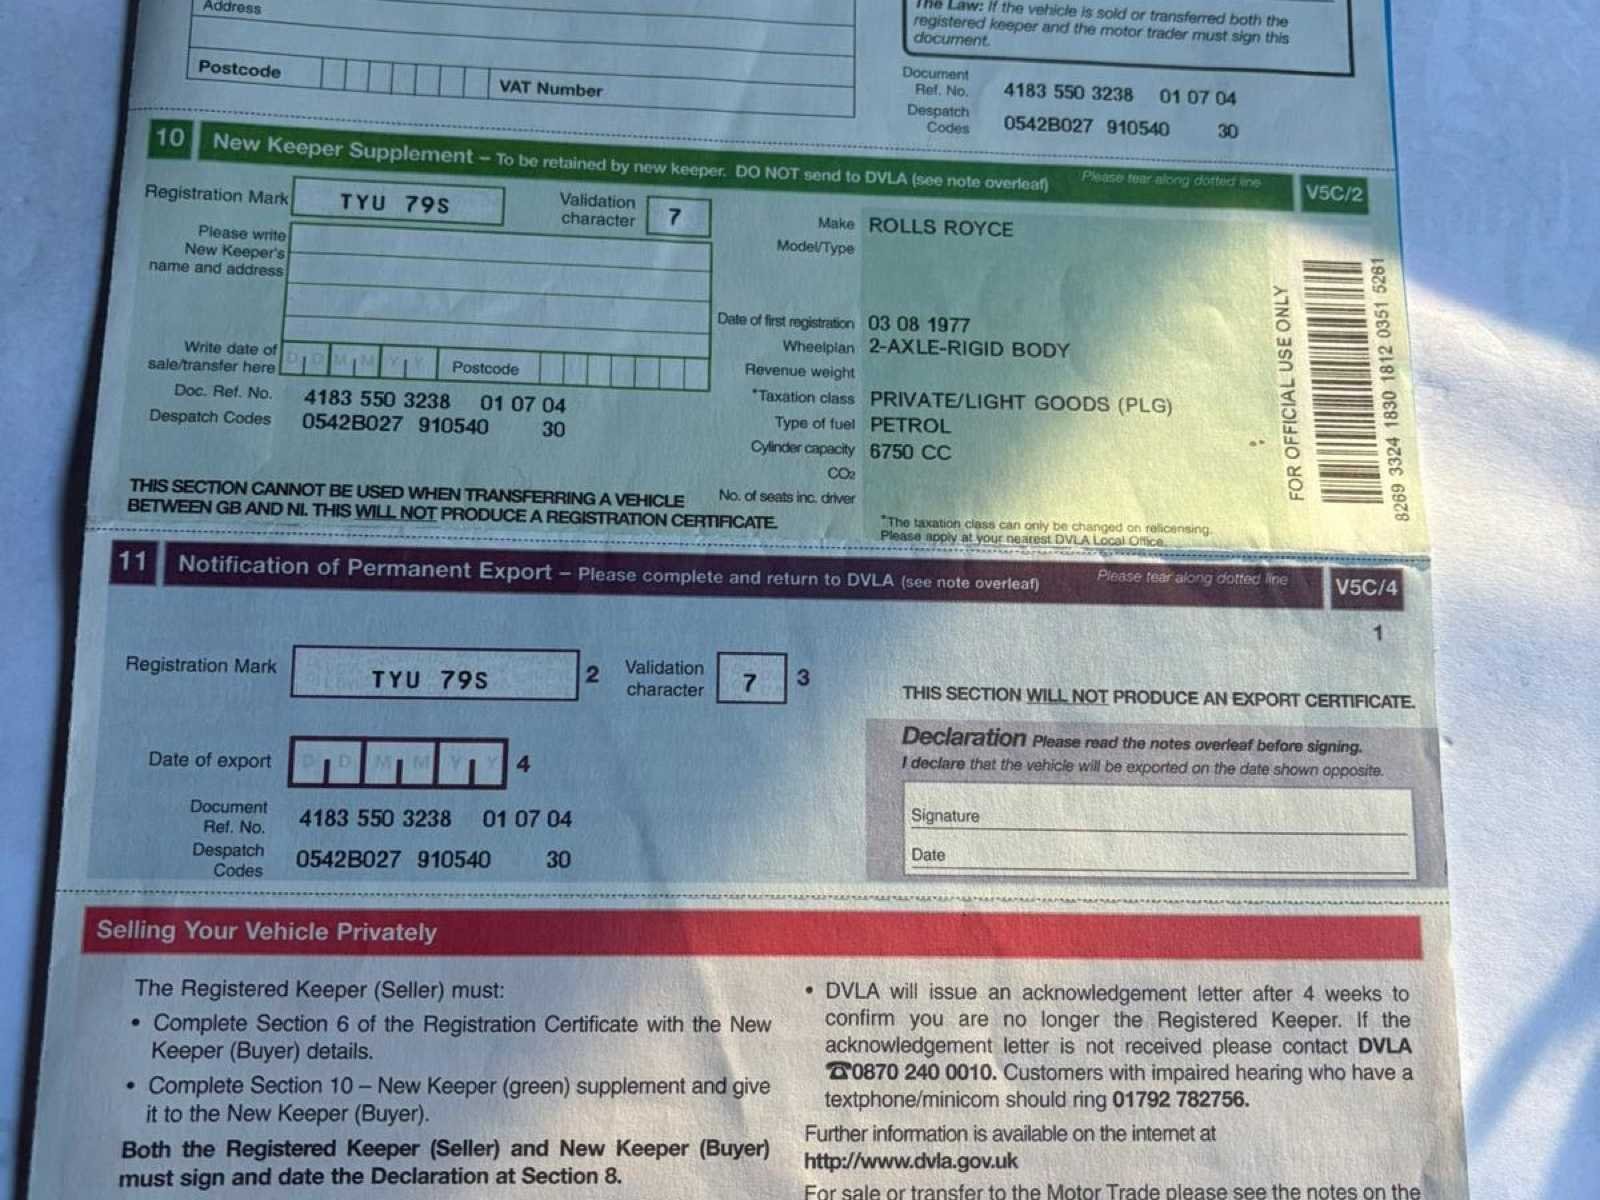 Address
The Law: If the vehicle is sold or transferred both the
registered keeper and the motor trader must sign this
document.
Postcode
VAT Number
Document
Ref. No. 4183 550 3238 01 07 04
Despatch
Codes 0542B027 910540 30
10 New Keeper Supplement – To be retained by new keeper. DO NOT send to DVLA (see note overleaf) Please tear along dotted line V5C/2
Registration Mark TYU 79S
Validation
character 7
Please write
New Keeper's
name and address
Write date of
sale/transfer here D D M M Y Y Postcode
Doc. Ref. No. 4183 550 3238 01 07 04
Despatch Codes 0542B027 910540 30
THIS SECTION CANNOT BE USED WHEN TRANSFERRING A VEHICLE
BETWEEN GB AND NI. THIS WILL NOT PRODUCE A REGISTRATION CERTIFICATE.
Make ROLLS ROYCE
Model/Type
Date of first registration 03 08 1977
Wheelplan 2-AXLE-RIGID BODY
Revenue weight
*Taxation class PRIVATE/LIGHT GOODS (PLG)
Type of fuel PETROL
Cylinder capacity 6750 CC
CO2
No. of seats inc. driver
*The taxation class can only be changed on relicensing.
Please apply at your nearest DVLA Local Office.
FOR OFFICIAL USE ONLY
8269 3324 1830 1812 0351 5281
11 Notification of Permanent Export – Please complete and return to DVLA (see note overleaf) Please tear along dotted line V5C/4
1
Registration Mark TYU 79S 2
Validation
character 7 3
THIS SECTION WILL NOT PRODUCE AN EXPORT CERTIFICATE.
Date of export D D M M Y Y 4
Document
Ref. No. 4183 550 3238 01 07 04
Despatch
Codes 0542B027 910540 30
Declaration Please read the notes overleaf before signing.
I declare that the vehicle will be exported on the date shown opposite.
Signature
Date
Selling Your Vehicle Privately
The Registered Keeper (Seller) must:
• Complete Section 6 of the Registration Certificate with the New
Keeper (Buyer) details.
• Complete Section 10 – New Keeper (green) supplement and give
it to the New Keeper (Buyer).
Both the Registered Keeper (Seller) and New Keeper (Buyer)
must sign and date the Declaration at Section 8.
• DVLA will issue an acknowledgement letter after 4 weeks to
confirm you are no longer the Registered Keeper. If the
acknowledgement letter is not received please contact DVLA
☎0870 240 0010. Customers with impaired hearing who have a
textphone/minicom should ring 01792 782756.
Further information is available on the internet at
http://www.dvla.gov.uk
For sale or transfer to the Motor Trade please see the notes on the